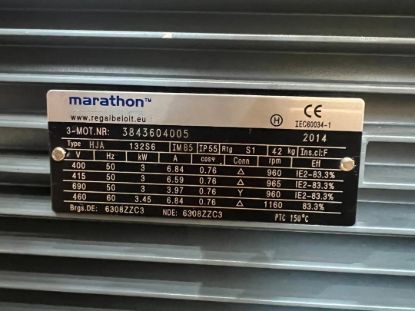 marathon™
www.regalbeloit.eu
CE
H IEC60034-1
3-MOT.NR: 3843604005 2014
Type HJA 132S6 IMB5 IP55 Rtg S1 42 kg Ins.cl:F
V Hz kW A cosφ Conn rpm EH
400 50 3 6.84 0.76 △ 960 IE2-83.3%
415 50 3 6.59 0.76 △ 965 IE2-83.3%
690 50 3 3.97 0.76 Y 960 IE2-83.3%
460 60 3.45 6.84 0.76 △ 1160 83.3%
Brgs.DE: 6308ZZC3 NDE: 6308ZZC3 PTC 150°C